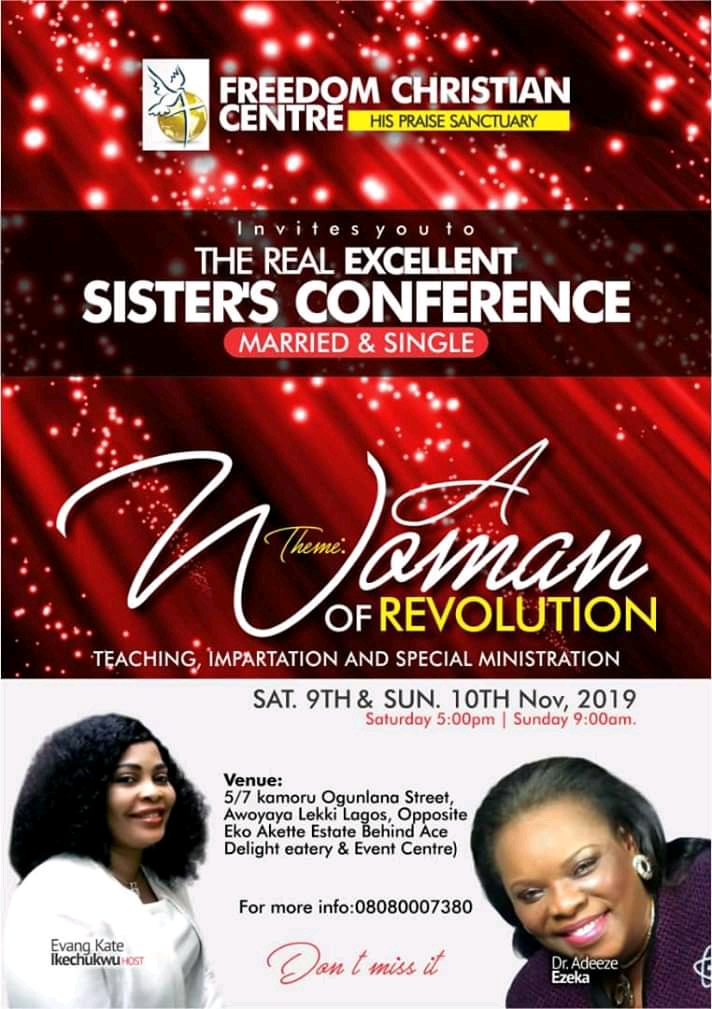 FREEDOM CHRISTIAN
CENTRE HIS PRAISE SANCTUARY
Invites you to
THE REAL EXCELLENT
SISTER'S CONFERENCE
MARRIED & SINGLE
Theme:
A
Woman
OF REVOLUTION
TEACHING, IMPARTATION AND SPECIAL MINISTRATION
SAT. 9TH & SUN. 10TH Nov, 2019
Saturday 5:00pm | Sunday 9:00am.
Venue:
5/7 kamoru Ogunlana Street,
Awoyaya Lekki Lagos, Opposite
Eko Akette Estate Behind Ace
Delight eatery & Event Centre)
For more info:08080007380
Don t miss it
Evang Kate
Ikechukwu HOST
Dr. Adeeze
Ezeka